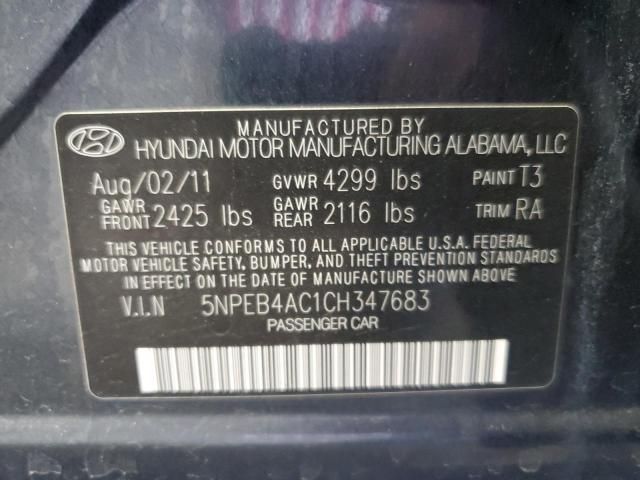 MANUFACTURED BY
HYUNDAI MOTOR MANUFACTURING ALABAMA, LLC
Aug/02/11 GVWR 4299 lbs PAINT T3
GAWR FRONT 2425 lbs GAWR REAR 2116 lbs TRIM RA
THIS VEHICLE CONFORMS TO ALL APPLICABLE U.S.A. FEDERAL
MOTOR VEHICLE SAFETY, BUMPER, AND THEFT PREVENTION STANDARDS
IN EFFECT ON THE DATE OF MANUFACTURE SHOWN ABOVE
V.I.N 5NPEB4AC1CH347683
PASSENGER CAR